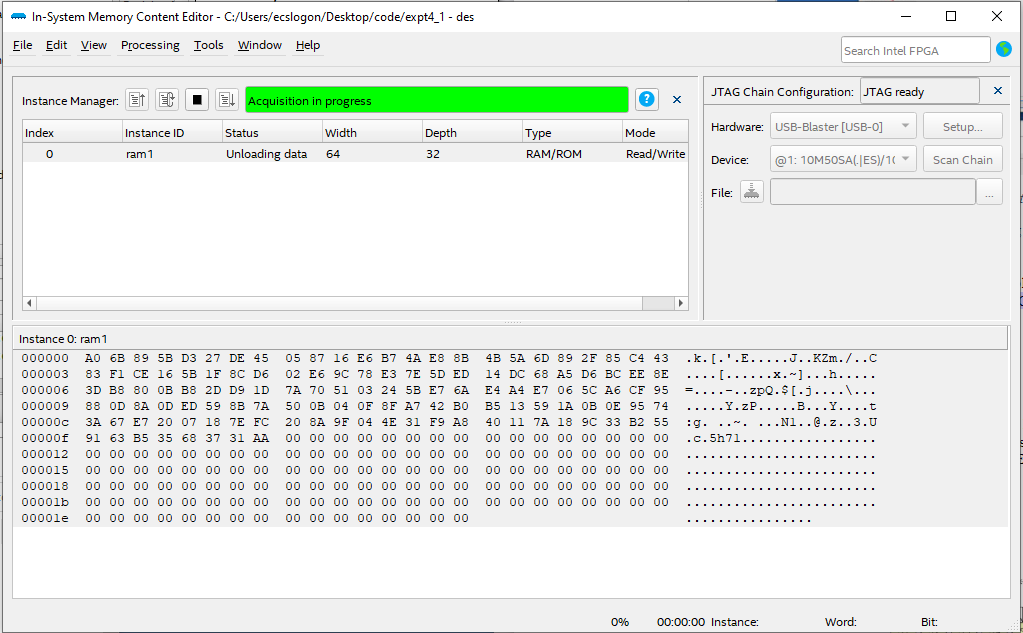 In-System Memory Content Editor - C:/Users/ecslogon/Desktop/code/expt4_1 - des
File Edit View Processing Tools Window Help
Search Intel FPGA
Instance Manager: Acquisition in progress
Index Instance ID Status Width Depth Type Mode
0 ram1 Unloading data 64 32 RAM/ROM Read/Write
JTAG Chain Configuration: JTAG ready
Hardware: USB-Blaster [USB-0] Setup...
Device: @1: 10M50SA(.|ES)/1( Scan Chain
File: ...
Instance 0: ram1
000000 A0 6B 89 5B D3 27 DE 45 05 87 16 E6 B7 4A E8 8B 4B 5A 6D 89 2F 85 C4 43 .k.[.'.E.....J..KZm./..C
000003 83 F1 CE 16 5B 1F 8C D6 02 E6 9C 78 E3 7E 5D ED 14 DC 68 A5 D6 BC EE 8E ....[......x.~]...h.....
000006 3D B8 80 0B B8 2D D9 1D 7A 70 51 03 24 5B E7 6A E4 A4 E7 06 5C A6 CF 95 =....-..zpQ.$[.j....\...
000009 88 0D 8A 0D ED 59 8B 7A 50 0B 04 0F 8F A7 42 B0 B5 13 59 1A 0B 0E 95 74 .....Y.zP.....B...Y....t
00000c 3A 67 E7 20 07 18 7E FC 20 8A 9F 04 4E 31 F9 A8 40 11 7A 18 9C 33 B2 55 :g. ..~. ...N1..@.z..3.U
00000f 91 63 B5 35 68 37 31 AA 00 00 00 00 00 00 00 00 00 00 00 00 00 00 00 00 .c.5h71.................
000012 00 00 00 00 00 00 00 00 00 00 00 00 00 00 00 00 00 00 00 00 00 00 00 00 ........................
000015 00 00 00 00 00 00 00 00 00 00 00 00 00 00 00 00 00 00 00 00 00 00 00 00 ........................
000018 00 00 00 00 00 00 00 00 00 00 00 00 00 00 00 00 00 00 00 00 00 00 00 00 ........................
00001b 00 00 00 00 00 00 00 00 00 00 00 00 00 00 00 00 00 00 00 00 00 00 00 00 ........................
00001e 00 00 00 00 00 00 00 00 00 00 00 00 00 00 00 00 ................
0% 00:00:00 Instance: Word: Bit: